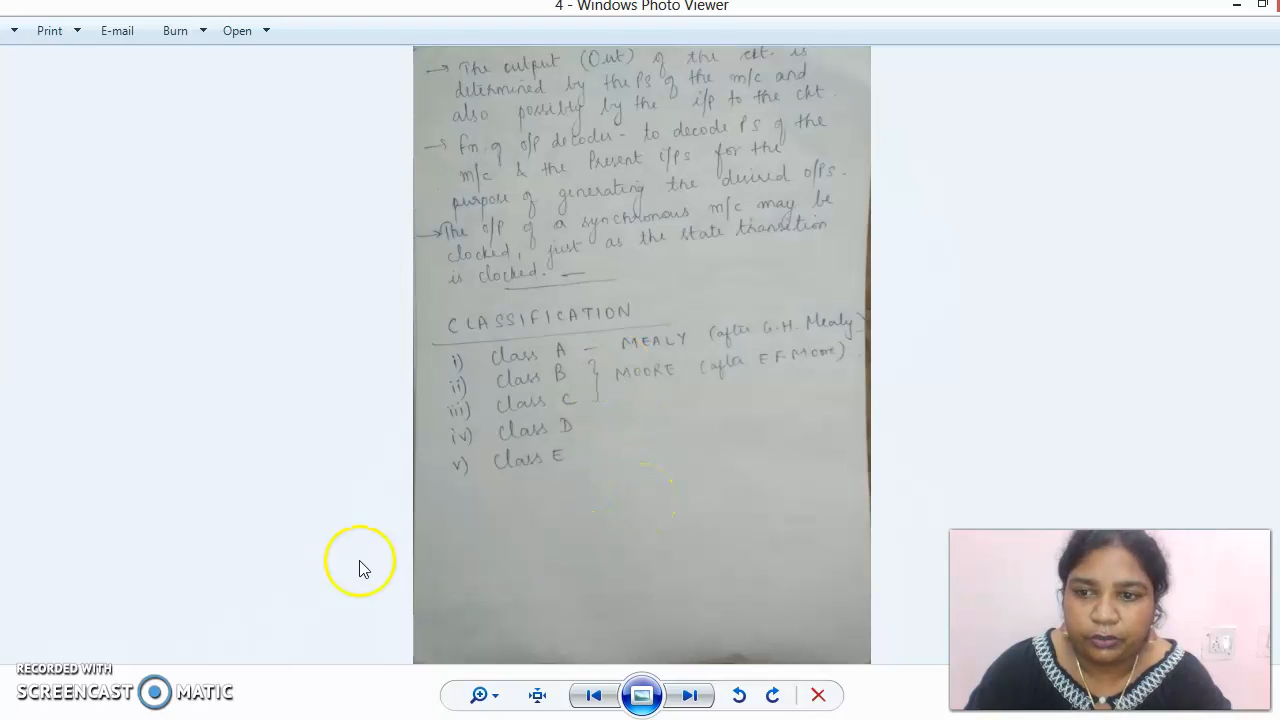 4 - Windows Photo Viewer
Print E-mail Burn Open
→ The output (Out) of the ckt. is
determined by the PS of the m/c and
also possibly by the i/p to the ckt
→ Fn. of o/p decoder - to decode PS of the
m/c & the Present i/ps for the
purpose of generating the desired o/ps.
→ The o/p of a synchronous m/c may be
clocked, just as the state transition
is clocked. —
CLASSIFICATION
i) Class A — MEALY (after G.H. Mealy)
ii) Class B } MOORE (after E F. Moore)
iii) Class C
iv) Class D
v) Class E
RECORDED WITH
SCREENCAST MATIC